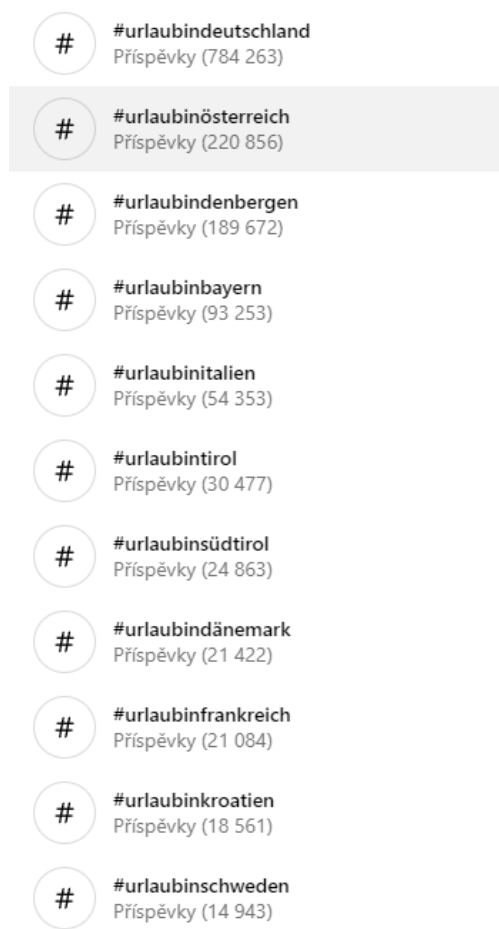 #
#urlaubindeutschland
Příspěvky (784 263)
#
#urlaubinösterreich
Příspěvky (220 856)
#
#urlaubindenbergen
Příspěvky (189 672)
#
#urlaubinbayern
Příspěvky (93 253)
#
#urlaubinitalien
Příspěvky (54 353)
#
#urlaubintirol
Příspěvky (30 477)
#
#urlaubinsüdtirol
Příspěvky (24 863)
#
#urlaubindänemark
Příspěvky (21 422)
#
#urlaubinfrankreich
Příspěvky (21 084)
#
#urlaubinkroatien
Příspěvky (18 561)
#
#urlaubinschweden
Příspěvky (14 943)